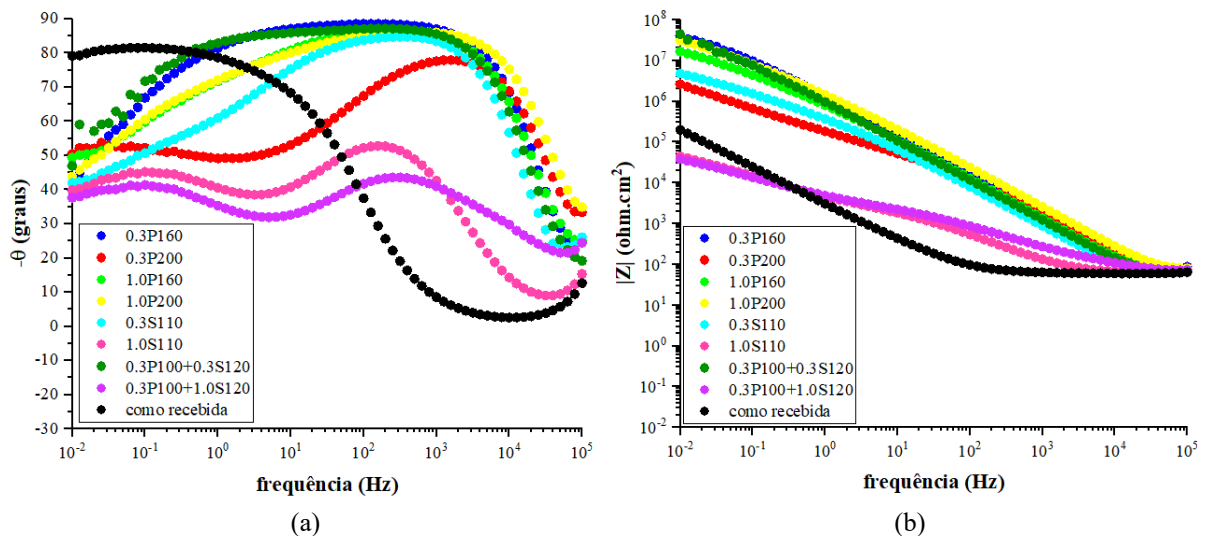 90
80
70
60
50
40
30
20
10
0
-10
-20
-30
-θ (graus)
0.3P160
0.3P200
1.0P160
1.0P200
0.3S110
1.0S110
0.3P100+0.3S120
0.3P100+1.0S120
como recebida
10⁻² 10⁻¹ 10⁰ 10¹ 10² 10³ 10⁴ 10⁵
frequência (Hz)
(a)
10⁸
10⁷
10⁶
10⁵
10⁴
10³
10²
10¹
10⁰
10⁻¹
10⁻²
|Z| (ohm.cm²)
0.3P160
0.3P200
1.0P160
1.0P200
0.3S110
1.0S110
0.3P100+0.3S120
0.3P100+1.0S120
como recebida
10⁻² 10⁻¹ 10⁰ 10¹ 10² 10³ 10⁴ 10⁵
frequência (Hz)
(b)